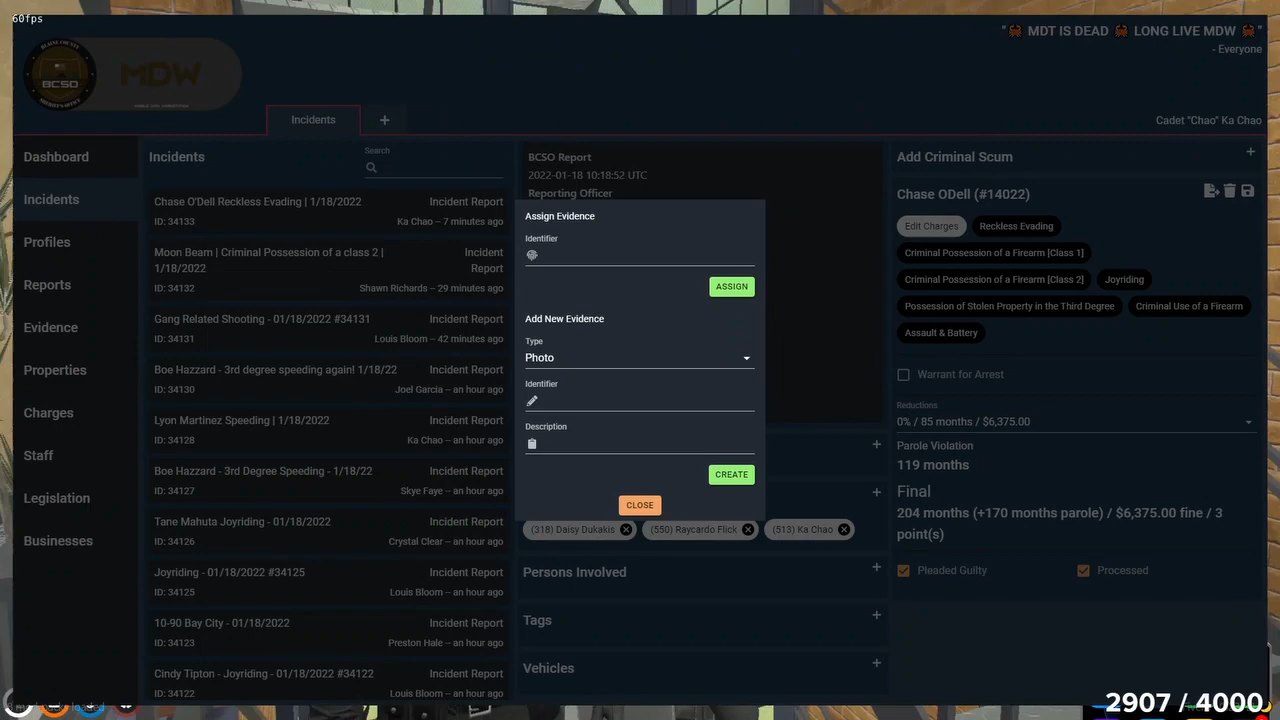 60fps
" MDT IS DEAD LONG LIVE MDW "
- Everyone
BCSO
MDW
Incidents
+
Cadet "Chao" Ka Chao
Dashboard
Incidents
Profiles
Reports
Evidence
Properties
Charges
Staff
Legislation
Businesses
Incidents
Search
Chase O'Dell Reckless Evading | 1/18/2022 Incident Report
ID: 34133 Ka Chao – 7 minutes ago
Moon Beam | Criminal Possession of a class 2 | Incident
1/18/2022 Report
ID: 34132 Shawn Richards – 29 minutes ago
Gang Related Shooting - 01/18/2022 #34131 Incident Report
ID: 34131 Louis Bloom – 42 minutes ago
Boe Hazzard - 3rd degree speeding again! 1/18/22 Incident Report
ID: 34130 Joel Garcia – an hour ago
Lyon Martinez Speeding | 1/18/2022 Incident Report
ID: 34128 Ka Chao – an hour ago
Boe Hazzard - 3rd Degree Speeding - 1/18/22 Incident Report
ID: 34127 Skye Faye – an hour ago
Tane Mahuta Joyriding - 01/18/2022 Incident Report
ID: 34126 Crystal Clear – an hour ago
Joyriding - 01/18/2022 #34125 Incident Report
ID: 34125 Louis Bloom – an hour ago
10-90 Bay City - 01/18/2022 Incident Report
ID: 34123 Preston Hale – an hour ago
Cindy Tipton - Joyriding - 01/18/2022 #34122 Incident Report
ID: 34122 Louis Bloom – an hour ago
BCSO Report
2022-01-18 10:18:52 UTC
Reporting Officer
Assign Evidence
Identifier
ASSIGN
Add New Evidence
Type
Photo
Identifier
Description
CREATE
CLOSE
+
+
(318) Daisy Dukakis (550) Raycardo Flick (513) Ka Chao
Persons Involved +
Tags +
Vehicles +
Add Criminal Scum +
Chase ODell (#14022)
Edit Charges Reckless Evading
Criminal Possession of a Firearm [Class 1]
Criminal Possession of a Firearm [Class 2] Joyriding
Possession of Stolen Property in the Third Degree Criminal Use of a Firearm
Assault & Battery
Warrant for Arrest
Reductions
0% / 85 months / $6,375.00
Parole Violation
119 months
Final
204 months (+170 months parole) / $6,375.00 fine / 3
point(s)
Pleaded Guilty Processed
2907 / 4000